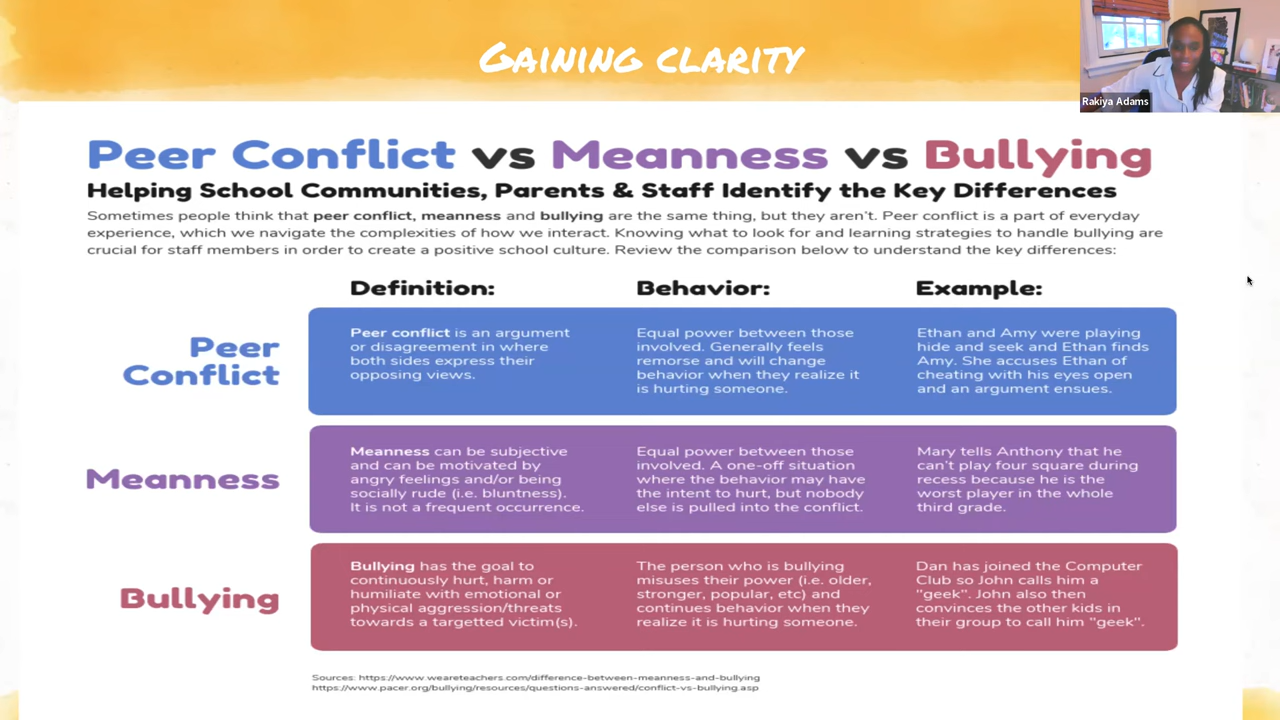 GAINING CLARITY
Rakiya Adams
Peer Conflict vs Meanness vs Bullying
Helping School Communities, Parents & Staff Identify the Key Differences
Sometimes people think that peer conflict, meanness and bullying are the same thing, but they aren't. Peer conflict is a part of everyday
experience, which we navigate the complexities of how we interact. Knowing what to look for and learning strategies to handle bullying are
crucial for staff members in order to create a positive school culture. Review the comparison below to understand the key differences:
Definition:
Behavior:
Example:
Peer
Conflict
Peer conflict is an argument
or disagreement in where
both sides express their
opposing views.
Equal power between those
involved. Generally feels
remorse and will change
behavior when they realize it
is hurting someone.
Ethan and Amy were playing
hide and seek and Ethan finds
Amy. She accuses Ethan of
cheating with his eyes open
and an argument ensues.
Meanness
Meanness can be subjective
and can be motivated by
angry feelings and/or being
socially rude (i.e. bluntness).
It is not a frequent occurrence.
Equal power between those
involved. A one-off situation
where the behavior may have
the intent to hurt, but nobody
else is pulled into the conflict.
Mary tells Anthony that he
can't play four square during
recess because he is the
worst player in the whole
third grade.
Bullying
Bullying has the goal to
continuously hurt, harm or
humiliate with emotional or
physical aggression/threats
towards a targetted victim(s).
The person who is bullying
misuses their power (i.e. older,
stronger, popular, etc) and
continues behavior when they
realize it is hurting someone.
Dan has joined the Computer
Club so John calls him a
"geek". John also then
convinces the other kids in
their group to call him "geek".
Sources: https://www.weareteachers.com/difference-between-meanness-and-bullying
https://www.pacer.org/bullying/resources/questions-answered/conflict-vs-bullying.asp